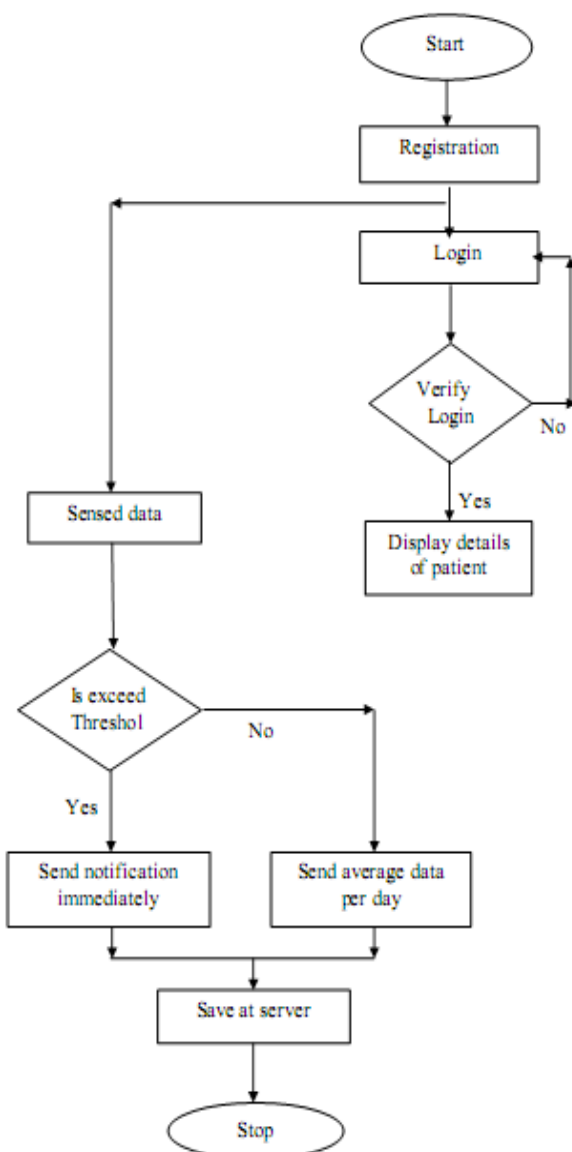 Start
Registration
Login
Verify
Login
No
Yes
Sensed data
Display details
of patient
Is exceed
Threshol
No
Yes
Send notification
immediately
Send average data
per day
Save at server
Stop